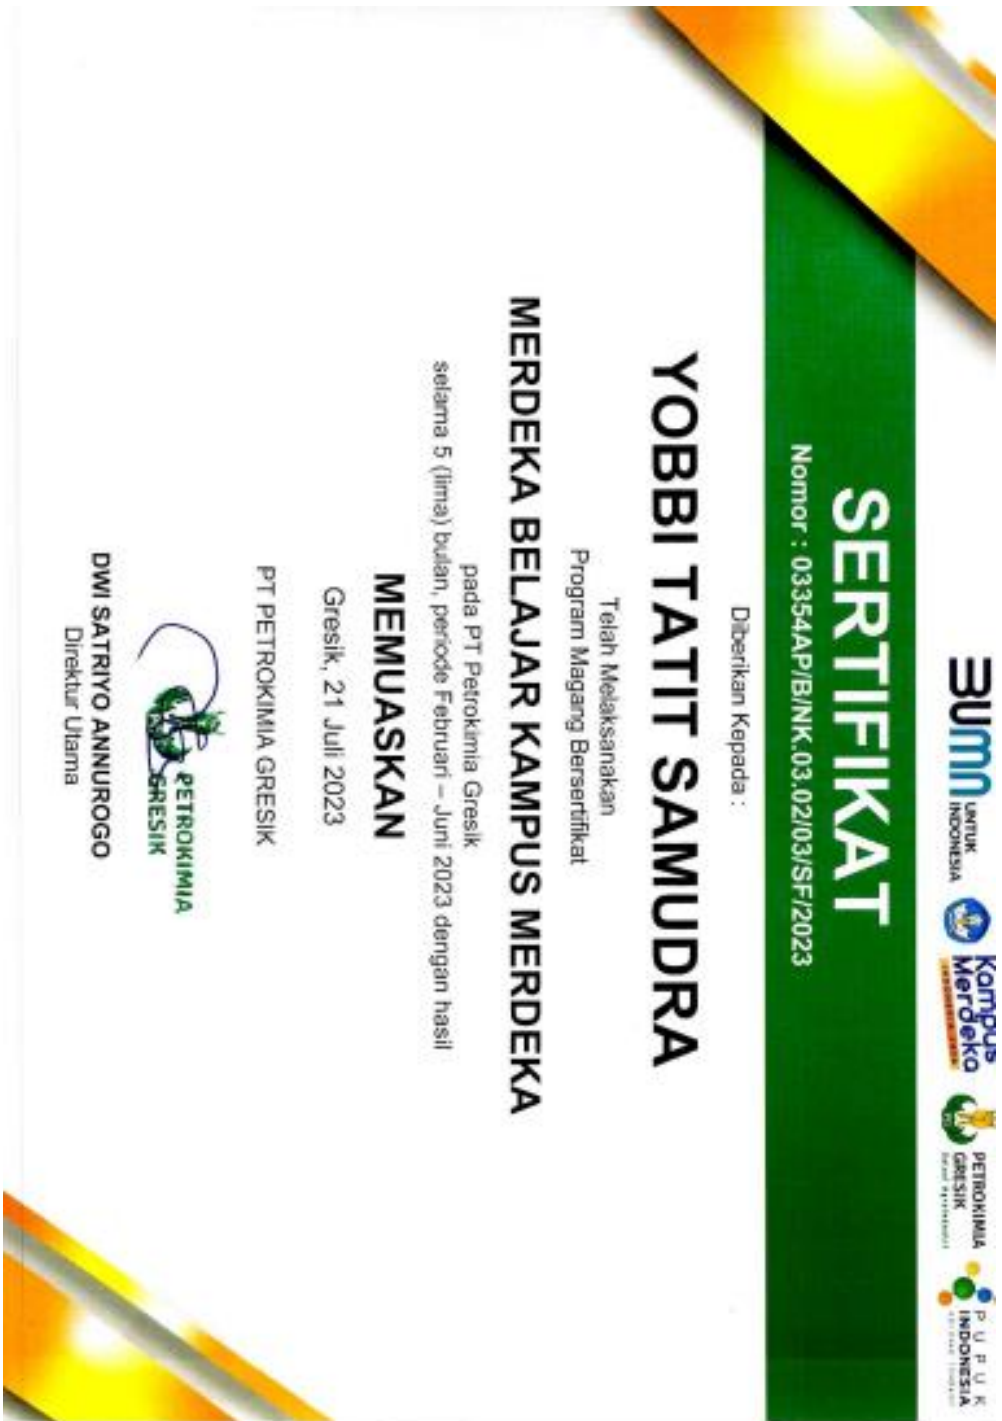 BUMN UNTUK INDONESIA
Kampus Merdeka
INDONESIA JAYA
PETROKIMIA GRESIK
PUPUK INDONESIA
SERTIFIKAT
Nomor : 03354AP/B/NK.03.02/03/SF/2023
Diberikan Kepada :
YOBBI TATIT SAMUDRA
Telah Melaksanakan
Program Magang Bersertifikat
MERDEKA BELAJAR KAMPUS MERDEKA
pada PT Petrokimia Gresik
selama 5 (lima) bulan, periode Februari – Juni 2023 dengan hasil
MEMUASKAN
Gresik, 21 Juli 2023
PT PETROKIMIA GRESIK
PETROKIMIA
GRESIK
DWI SATRIYO ANNUROGO
Direktur Utama